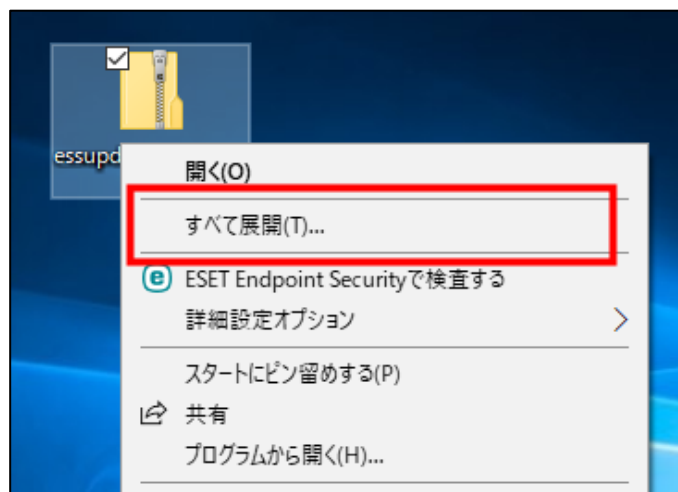 essupd
開く(O)
すべて展開(T)...
ESET Endpoint Securityで検査する
詳細設定オプション
スタートにピン留めする(P)
共有
プログラムから開く(H)...